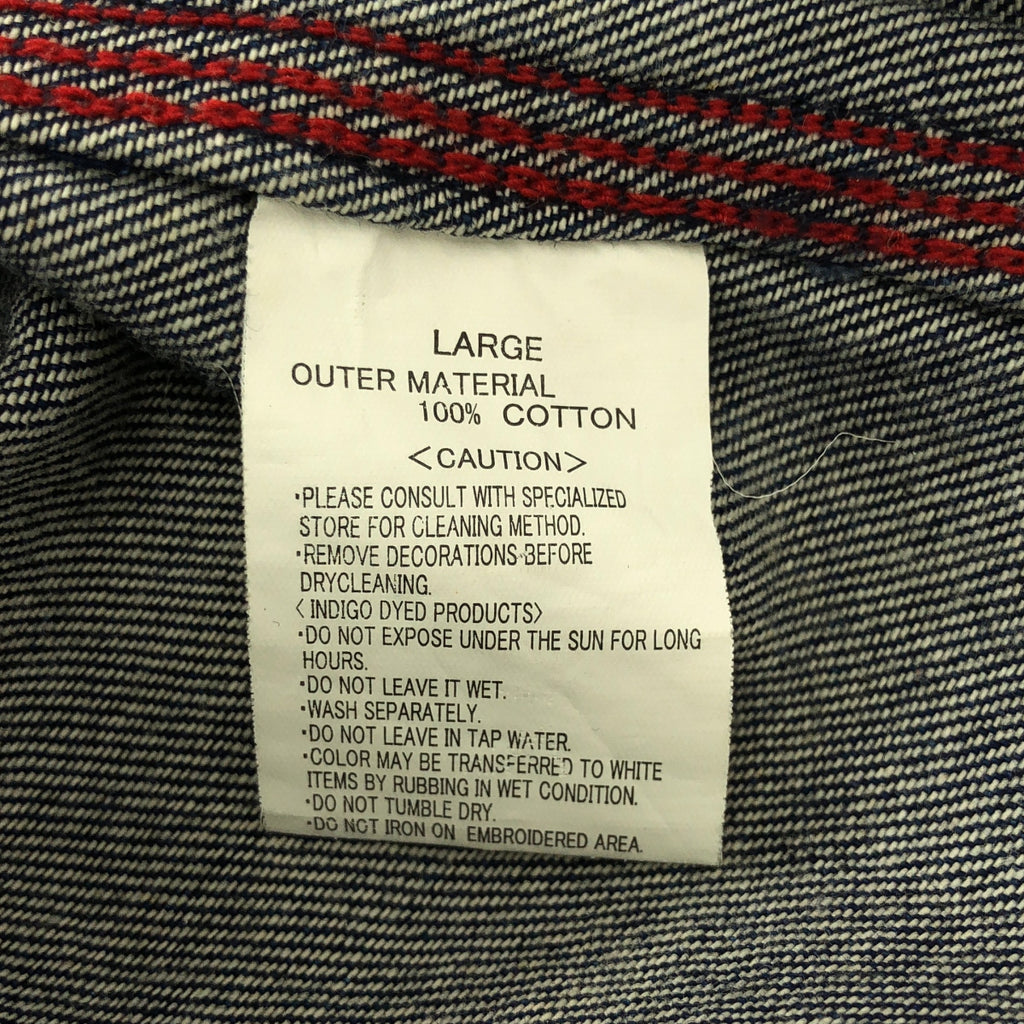 LARGE
OUTER MATERIAL
100% COTTON
<CAUTION>
·PLEASE CONSULT WITH SPECIALIZED
STORE FOR CLEANING METHOD.
·REMOVE DECORATIONS·BEFORE
DRYCLEANING.
< INDIGO DYED PRODUCTS>
·DO NOT EXPOSE UNDER THE SUN FOR LONG
HOURS.
·DO NOT LEAVE IT WET.
·WASH SEPARATELY.
·DO NOT LEAVE IN TAP WATER.
·COLOR MAY BE TRANSFERRED TO WHITE
ITEMS BY RUBBING IN WET CONDITION.
·DO NOT TUMBLE DRY.
·DO NOT IRON ON EMBROIDERED AREA.